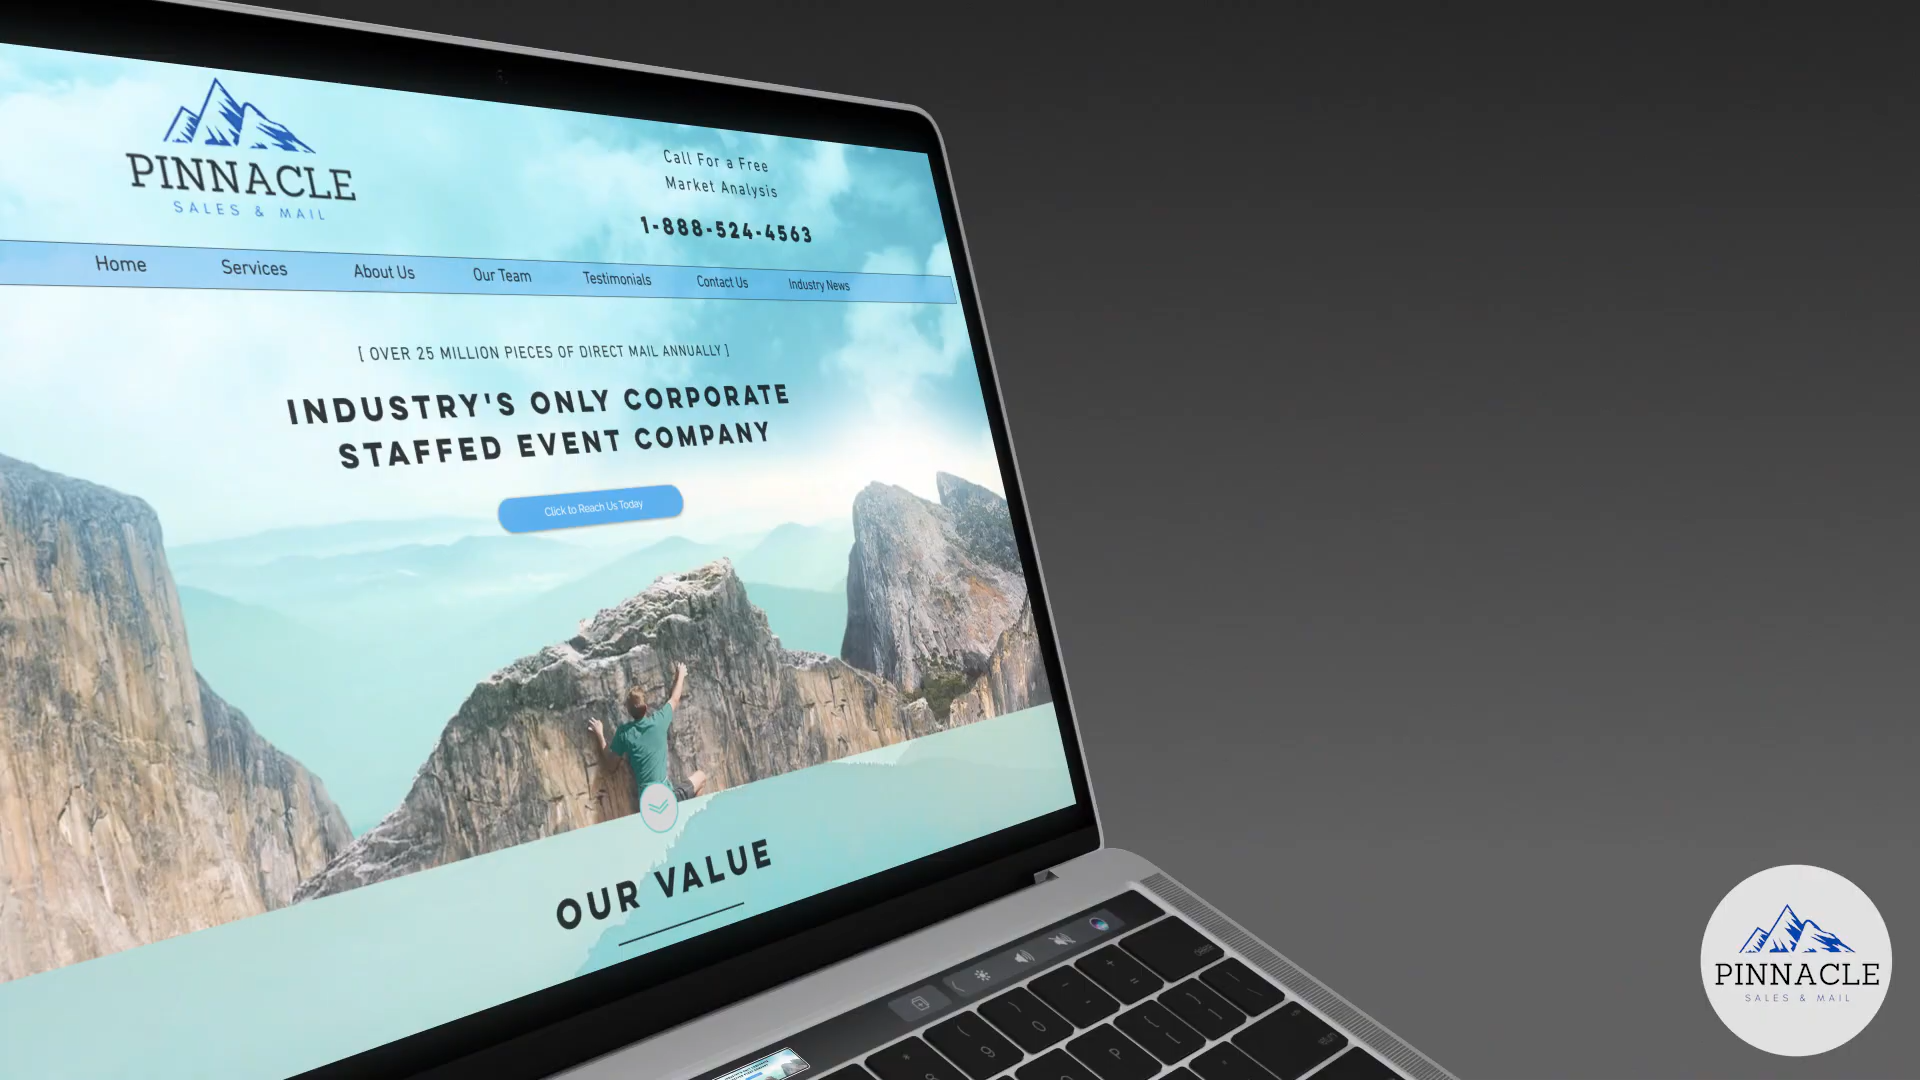 PINNACLE
SALES & MAIL
Call For a Free
Market Analysis
1-888-524-4563
Home Services About Us Our Team Testimonials Contact Us Industry News
[ OVER 25 MILLION PIECES OF DIRECT MAIL ANNUALLY ]
INDUSTRY'S ONLY CORPORATE
STAFFED EVENT COMPANY
Click to Reach Us Today
OUR VALUE
PINNACLE
SALES & MAIL